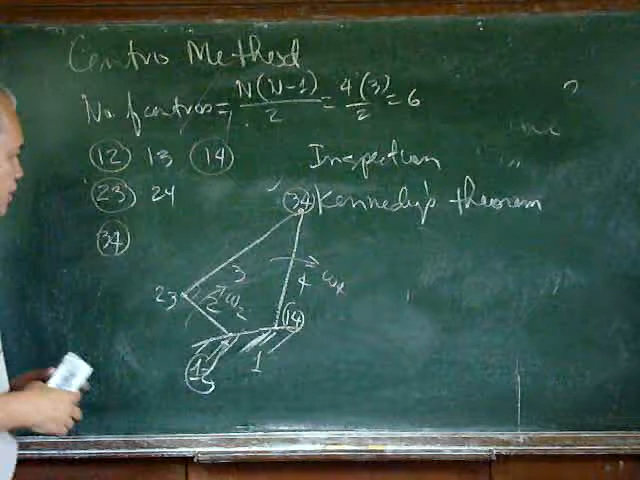 Centro Method
No of centros = N(N-1)/2 = 4(3)/2 = 6
12 13 14 Inspection
23 24
34 Kennedy's theorem
34
3
4 ω4
23 2 ω2
14
1